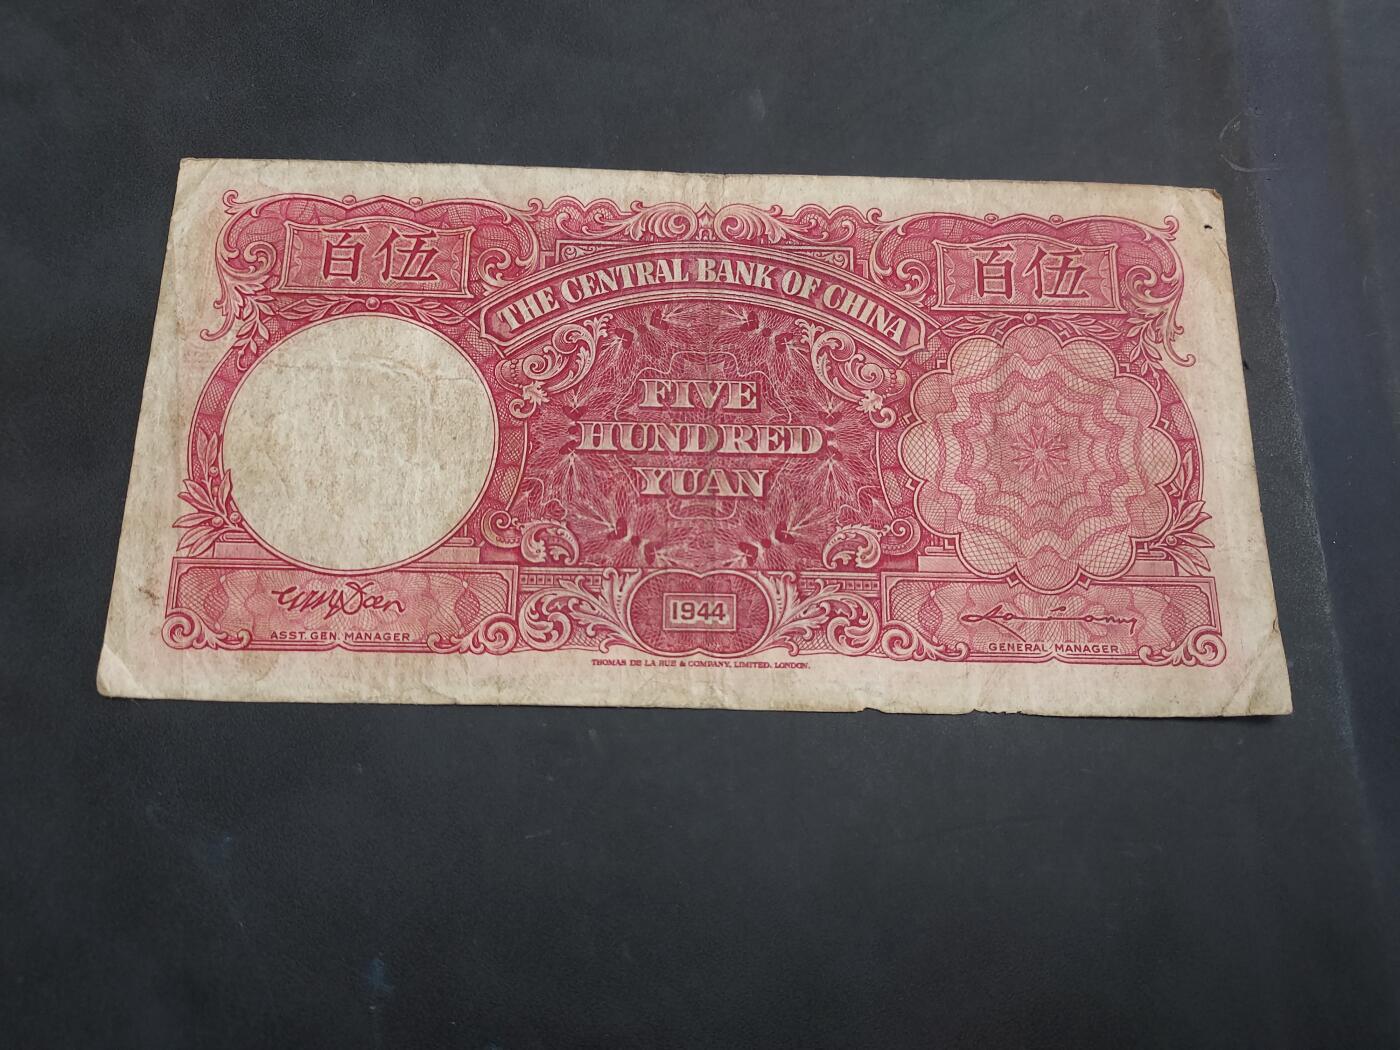 百伍
百伍
THE CENTRAL BANK OF CHINA
FIVE
HUNDRED
YUAN
1944
ASST. GEN. MANAGER
GENERAL MANAGER
THOMAS DE LA RUE & COMPANY, LIMITED. LONDON.